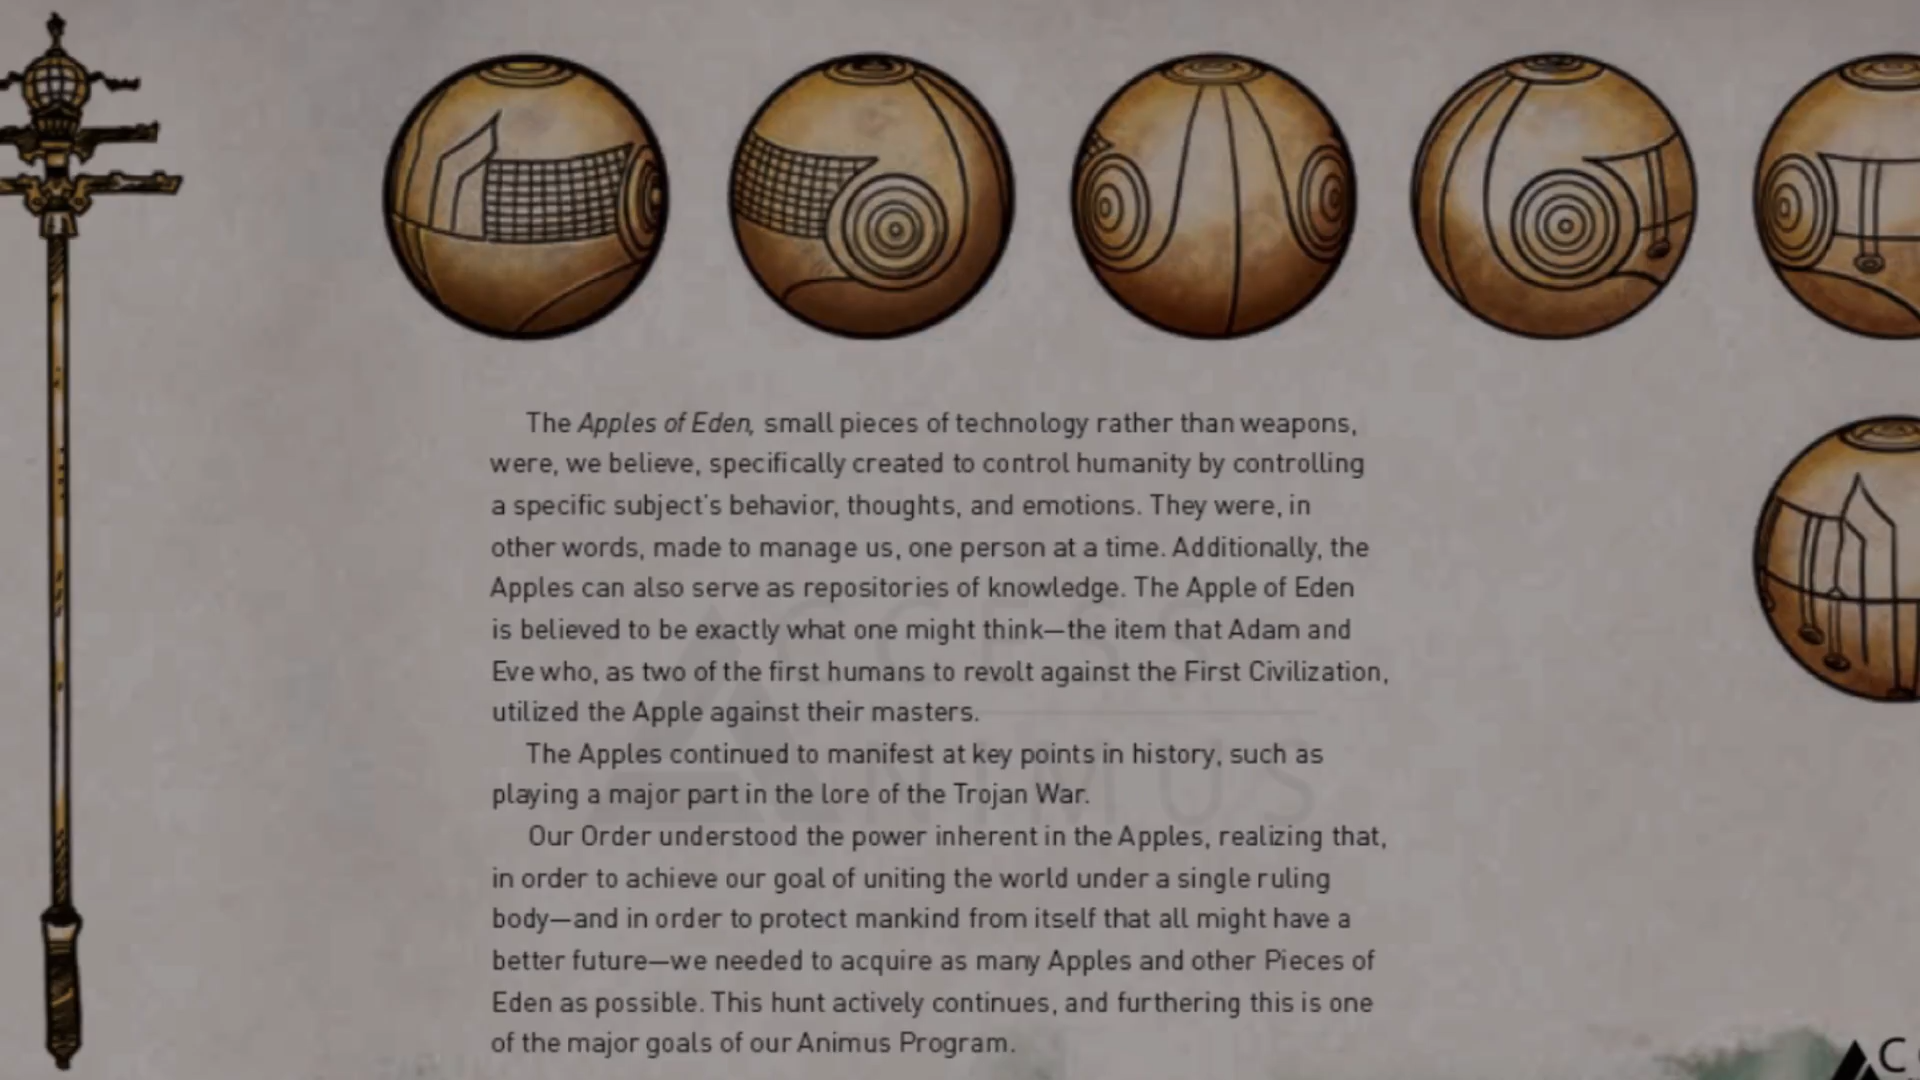 The Apples of Eden, small pieces of technology rather than weapons,
were, we believe, specifically created to control humanity by controlling
a specific subject's behavior, thoughts, and emotions. They were, in
other words, made to manage us, one person at a time. Additionally, the
Apples can also serve as repositories of knowledge. The Apple of Eden
is believed to be exactly what one might think—the item that Adam and
Eve who, as two of the first humans to revolt against the First Civilization,
utilized the Apple against their masters.
The Apples continued to manifest at key points in history, such as
playing a major part in the lore of the Trojan War.
Our Order understood the power inherent in the Apples, realizing that,
in order to achieve our goal of uniting the world under a single ruling
body—and in order to protect mankind from itself that all might have a
better future—we needed to acquire as many Apples and other Pieces of
Eden as possible. This hunt actively continues, and furthering this is one
of the major goals of our Animus Program.
ACCESS
ANIMUS